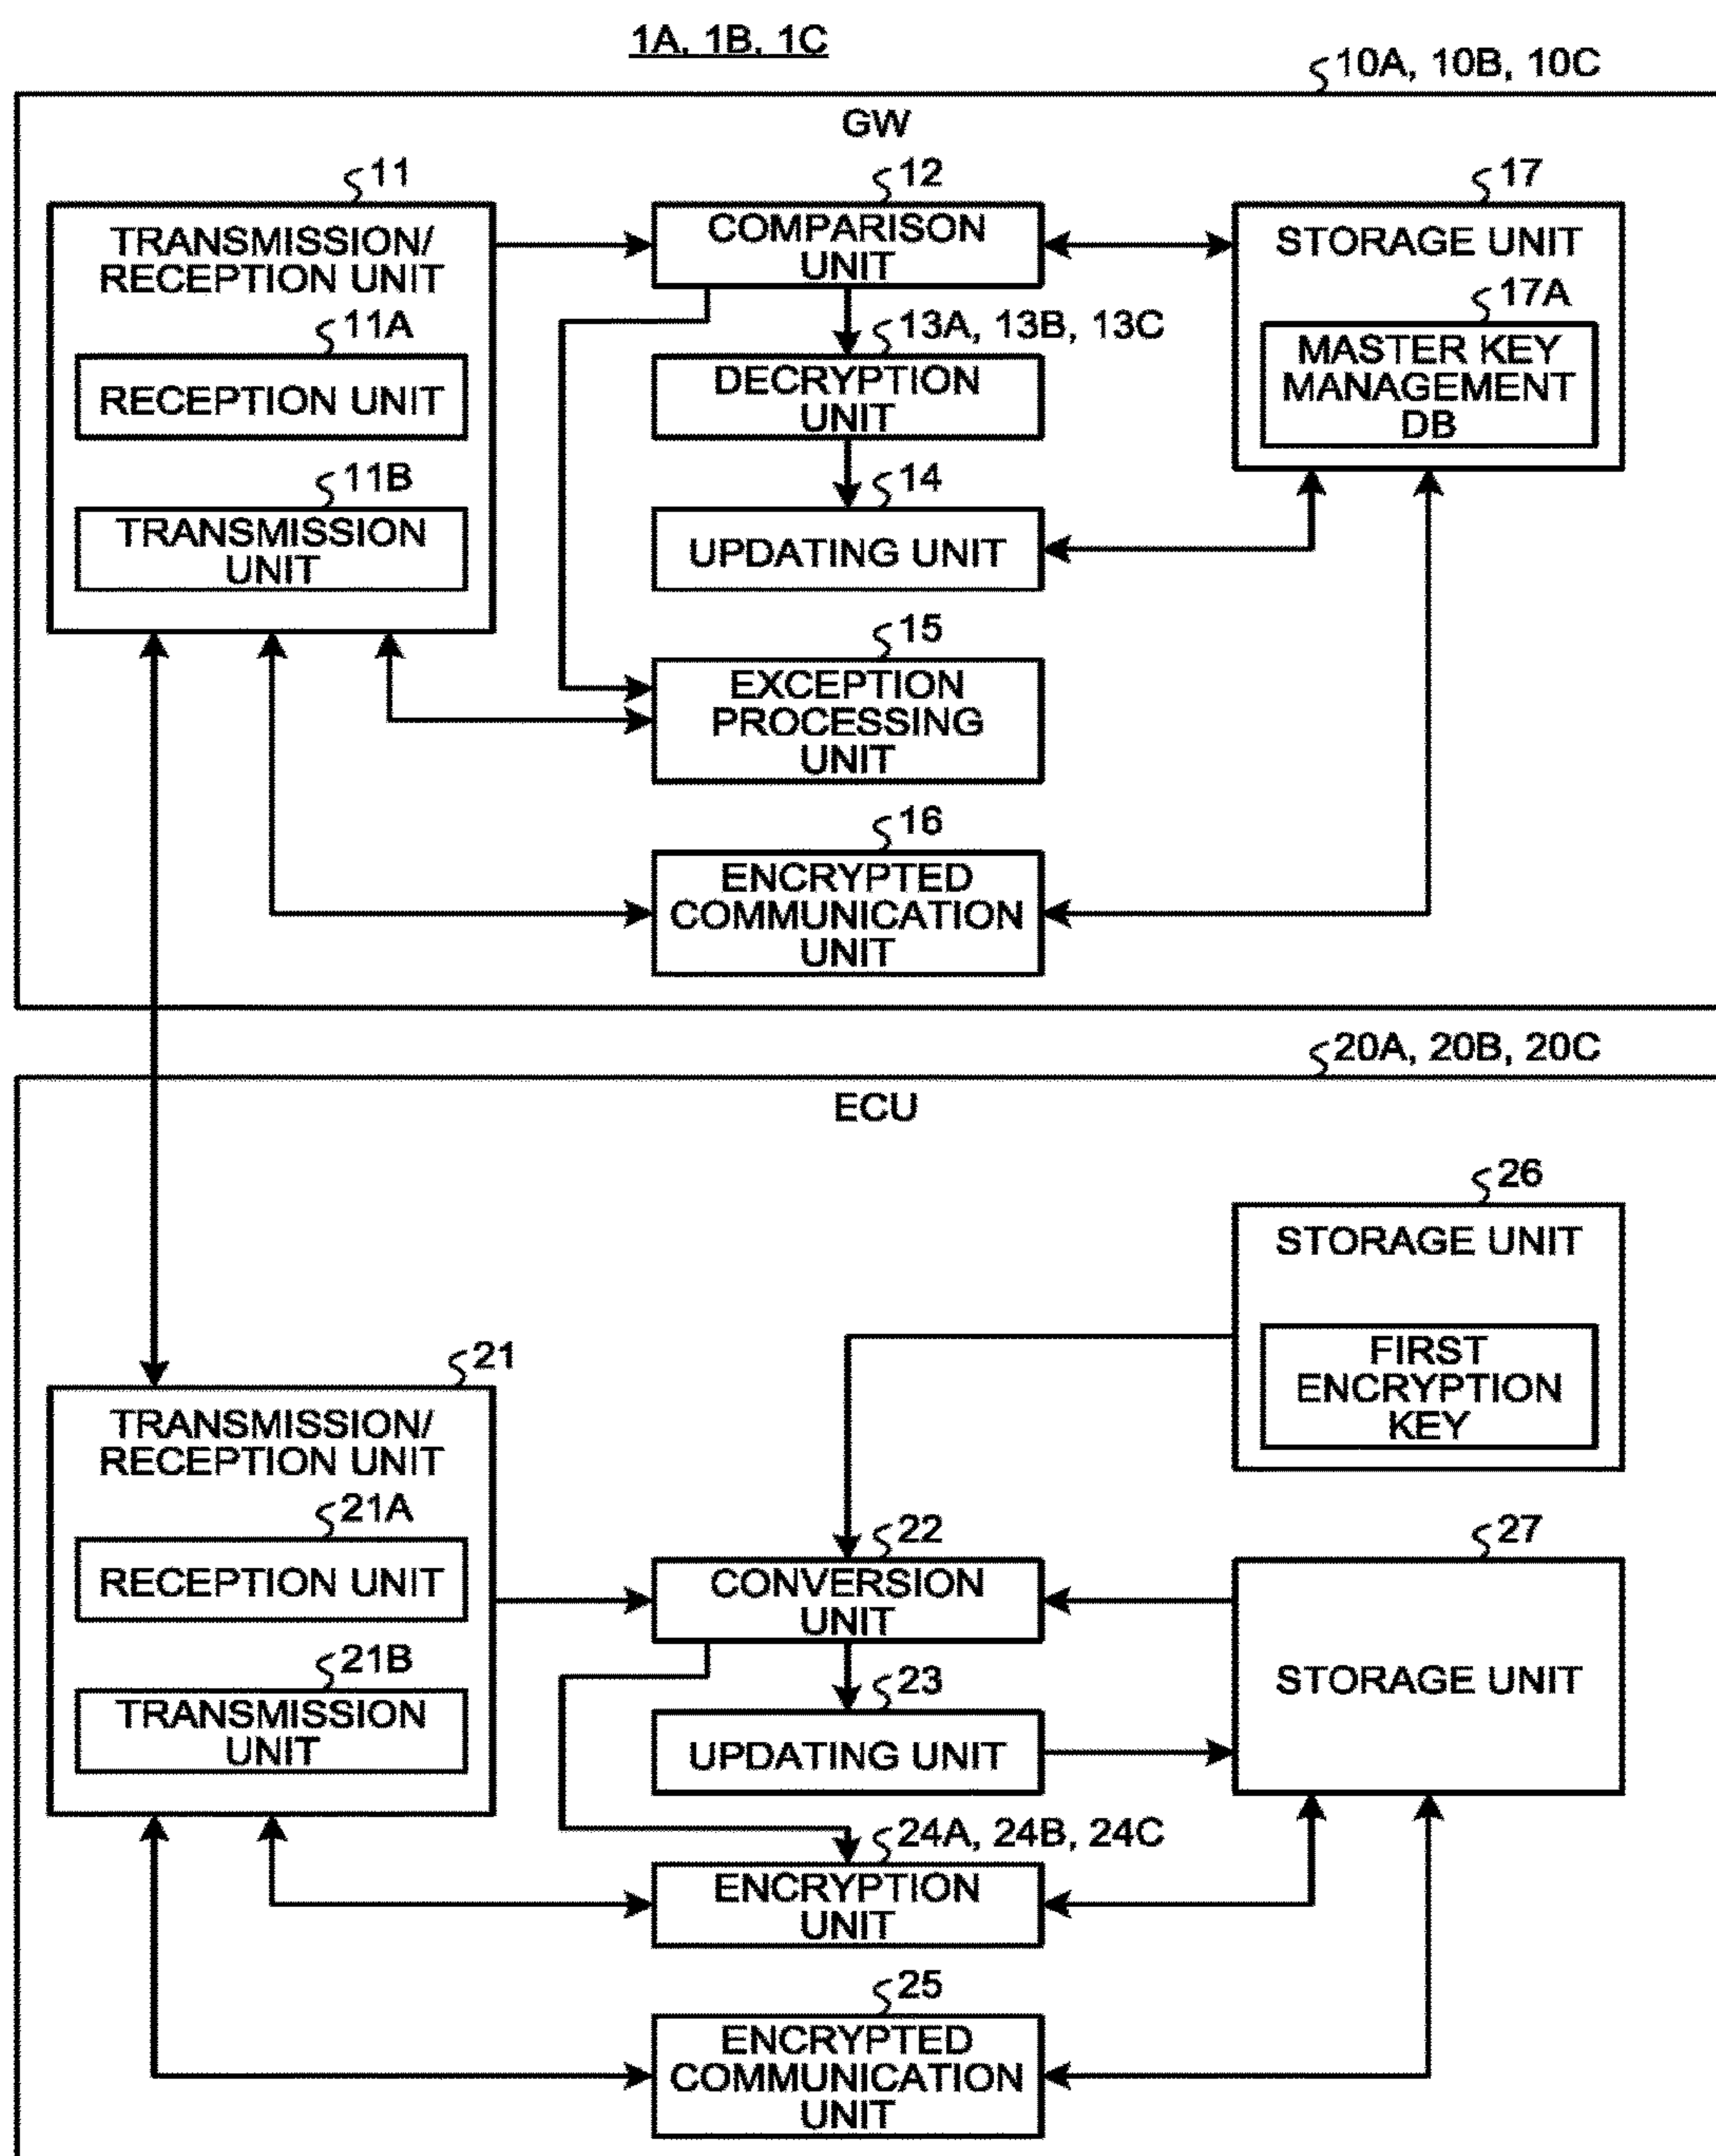 1A, 1B, 1C
10A, 10B, 10C
GW
11
TRANSMISSION/
RECEPTION UNIT
11A
RECEPTION UNIT
11B
TRANSMISSION
UNIT
12
COMPARISON
UNIT
13A, 13B, 13C
DECRYPTION
UNIT
14
UPDATING UNIT
15
EXCEPTION
PROCESSING
UNIT
16
ENCRYPTED
COMMUNICATION
UNIT
17
STORAGE UNIT
17A
MASTER KEY
MANAGEMENT
DB
20A, 20B, 20C
ECU
21
TRANSMISSION/
RECEPTION UNIT
21A
RECEPTION UNIT
21B
TRANSMISSION
UNIT
22
CONVERSION
UNIT
23
UPDATING UNIT
24A, 24B, 24C
ENCRYPTION
UNIT
25
ENCRYPTED
COMMUNICATION
UNIT
26
STORAGE UNIT
FIRST
ENCRYPTION
KEY
27
STORAGE UNIT